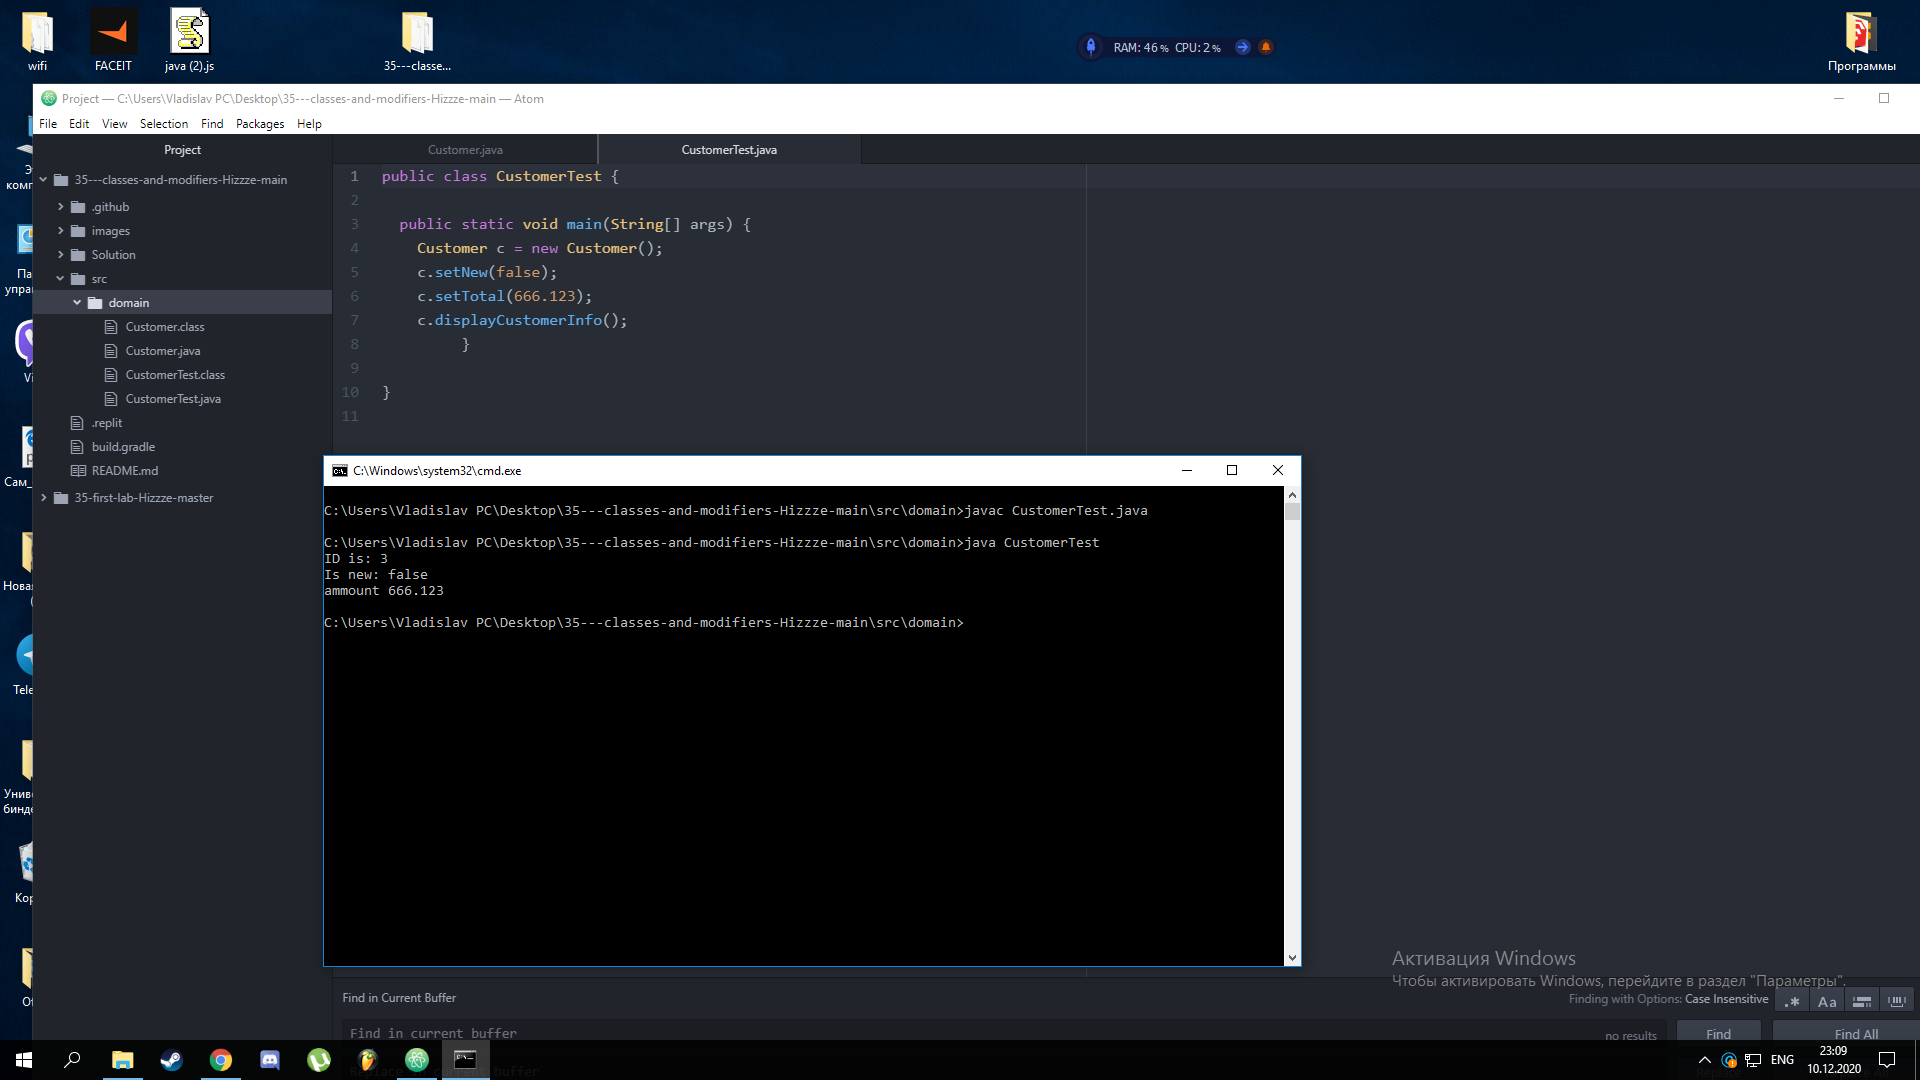 wifi
FACEIT
java (2).js
35---classe...
RAM: 46 % CPU: 2 %
Программы
Project — C:\Users\Vladislav PC\Desktop\35---classes-and-modifiers-Hizzze-main — Atom
File Edit View Selection Find Packages Help
Project
Customer.java
CustomerTest.java
35---classes-and-modifiers-Hizzze-main
.github
images
Solution
src
domain
Customer.class
Customer.java
CustomerTest.class
CustomerTest.java
.replit
build.gradle
README.md
35-first-lab-Hizzze-master
1 public class CustomerTest {
2
3 public static void main(String[] args) {
4 Customer c = new Customer();
5 c.setNew(false);
6 c.setTotal(666.123);
7 c.displayCustomerInfo();
8 }
9
10 }
11
C:\Windows\system32\cmd.exe
C:\Users\Vladislav PC\Desktop\35---classes-and-modifiers-Hizzze-main\src\domain>javac CustomerTest.java
C:\Users\Vladislav PC\Desktop\35---classes-and-modifiers-Hizzze-main\src\domain>java CustomerTest
ID is: 3
Is new: false
ammount 666.123
C:\Users\Vladislav PC\Desktop\35---classes-and-modifiers-Hizzze-main\src\domain>
Активация Windows
Чтобы активировать Windows, перейдите в раздел "Параметры".
Find in Current Buffer
Finding with Options: Case Insensitive
.* Aa
Find in current buffer
no results
Find
Find All
ENG
23:09
10.12.2020